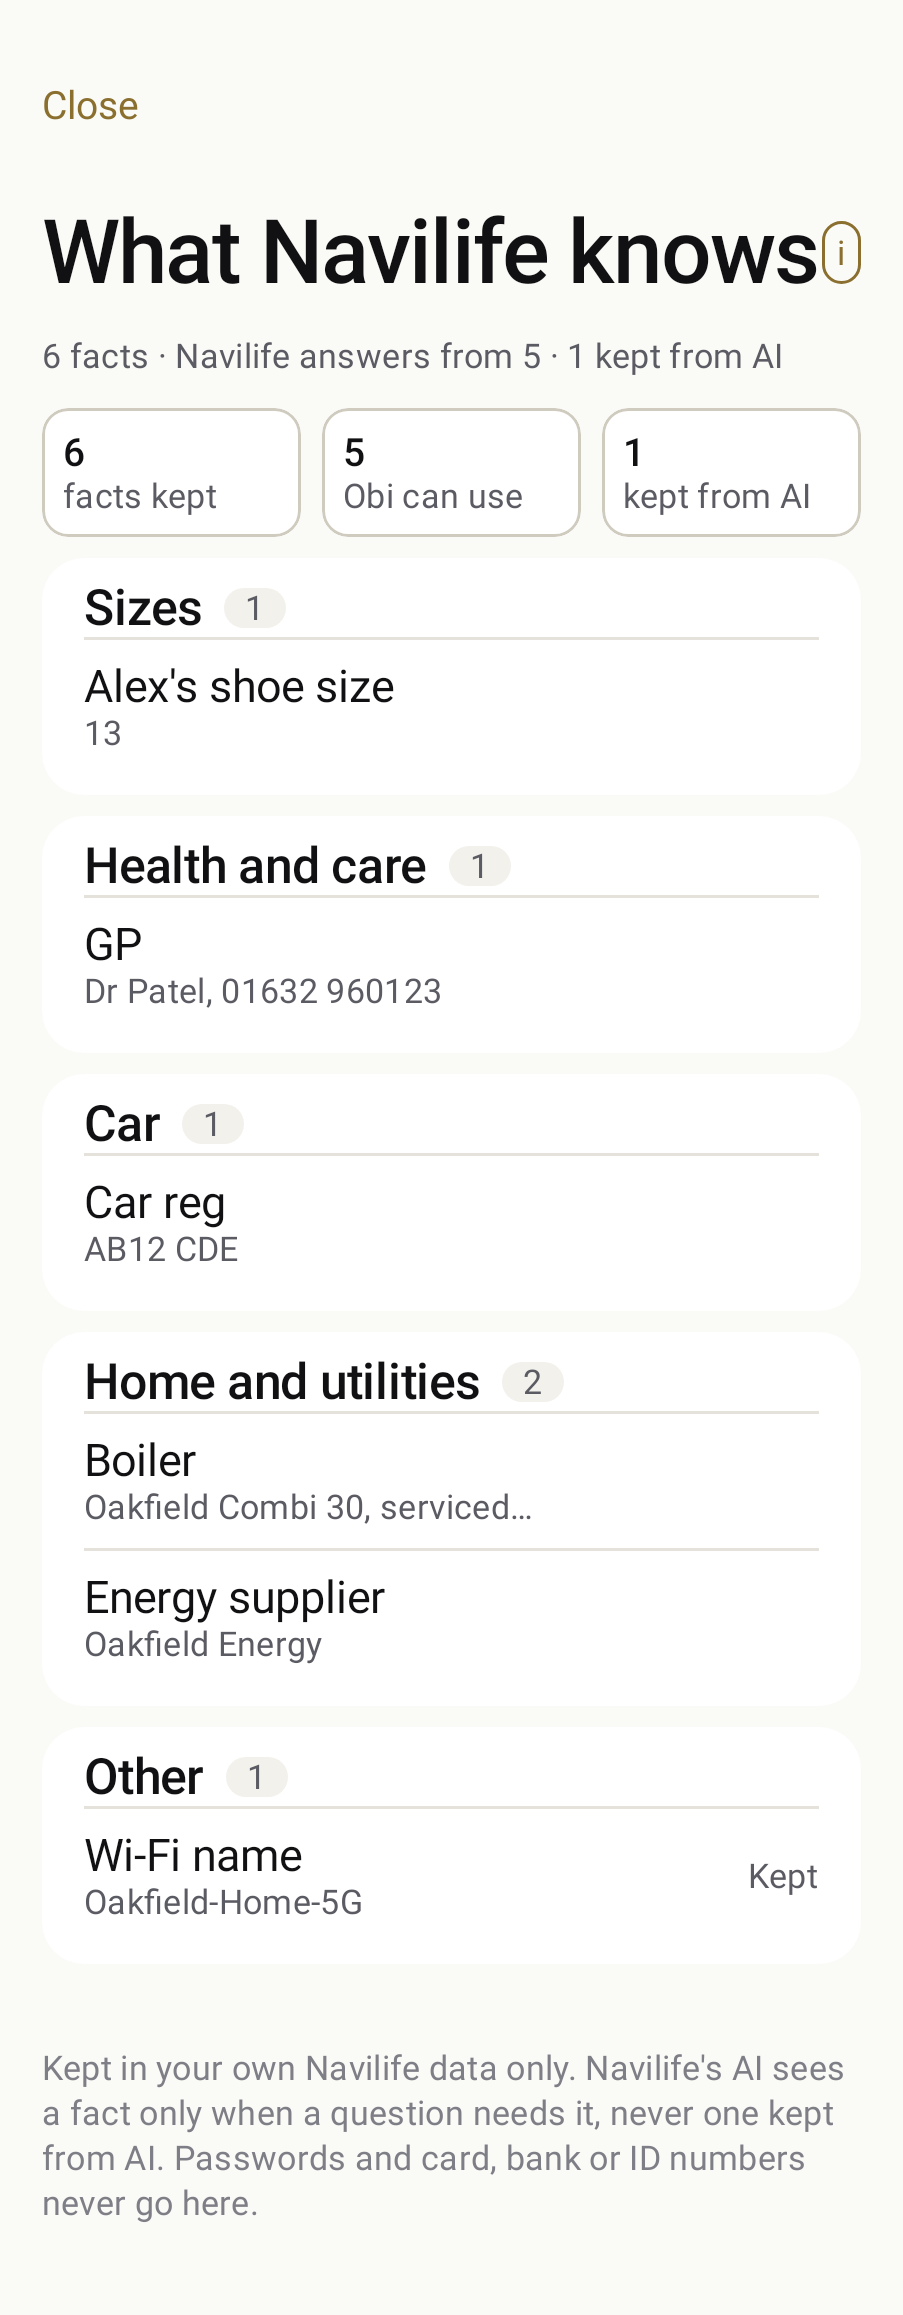 Close
What Navilife knows i
6 facts · Navilife answers from 5 · 1 kept from AI
6
facts kept
5
Obi can use
1
kept from AI
Sizes 1
Alex's shoe size
13
Health and care 1
GP
Dr Patel, 01632 960123
Car 1
Car reg
AB12 CDE
Home and utilities 2
Boiler
Oakfield Combi 30, serviced…
Energy supplier
Oakfield Energy
Other 1
Wi-Fi name
Oakfield-Home-5G
Kept
Kept in your own Navilife data only. Navilife's AI sees
a fact only when a question needs it, never one kept
from AI. Passwords and card, bank or ID numbers
never go here.